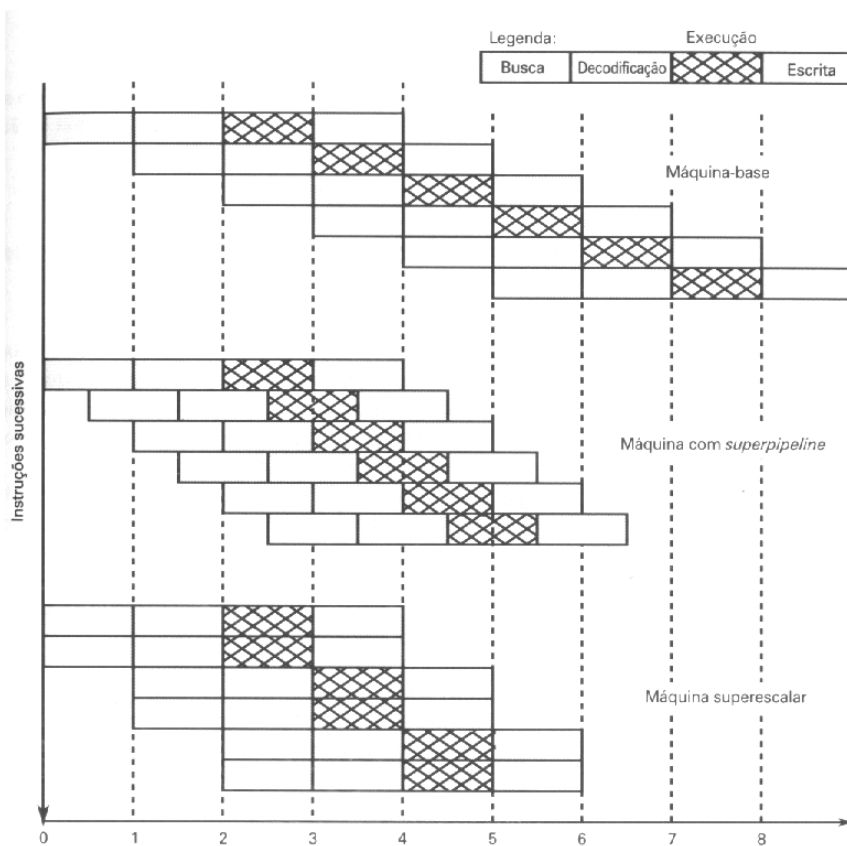 Legenda:
Execução
Busca
Decodificação
Escrita
Máquina-base
Instruções sucessivas
Máquina com superpipeline
Máquina superescalar
0 1 2 3 4 5 6 7 8